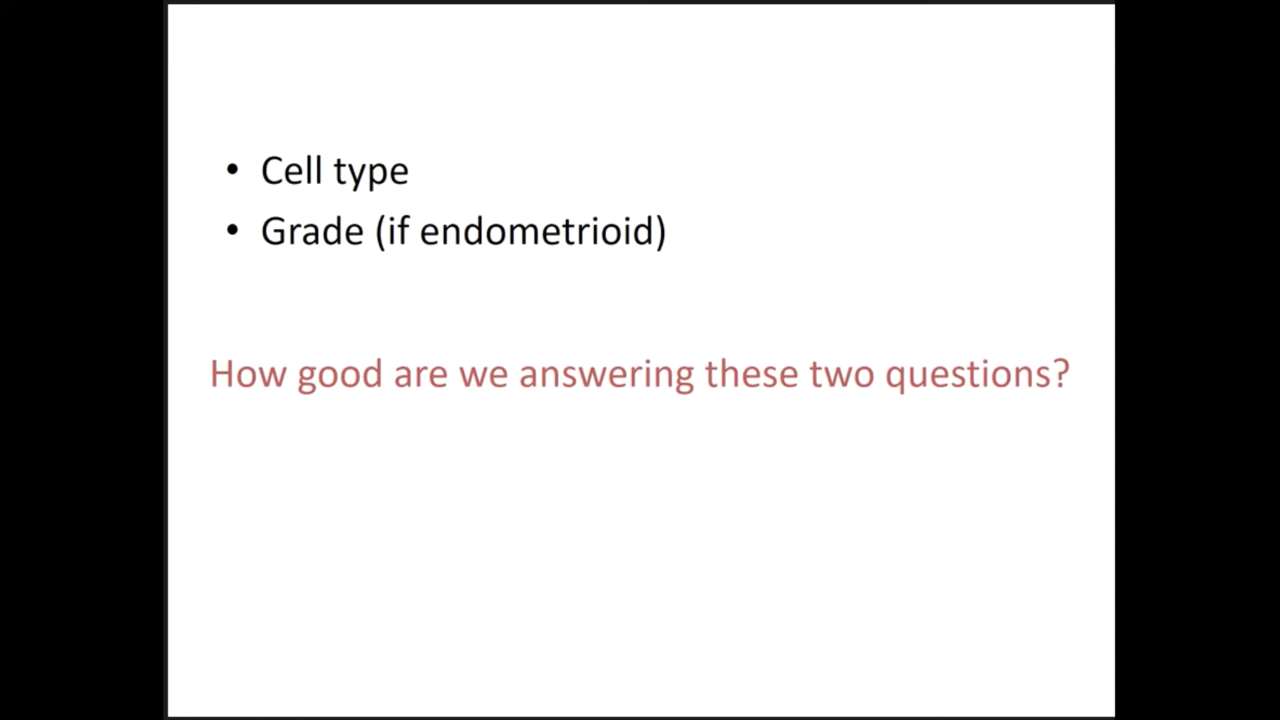 • Cell type
• Grade (if endometrioid)
How good are we answering these two questions?